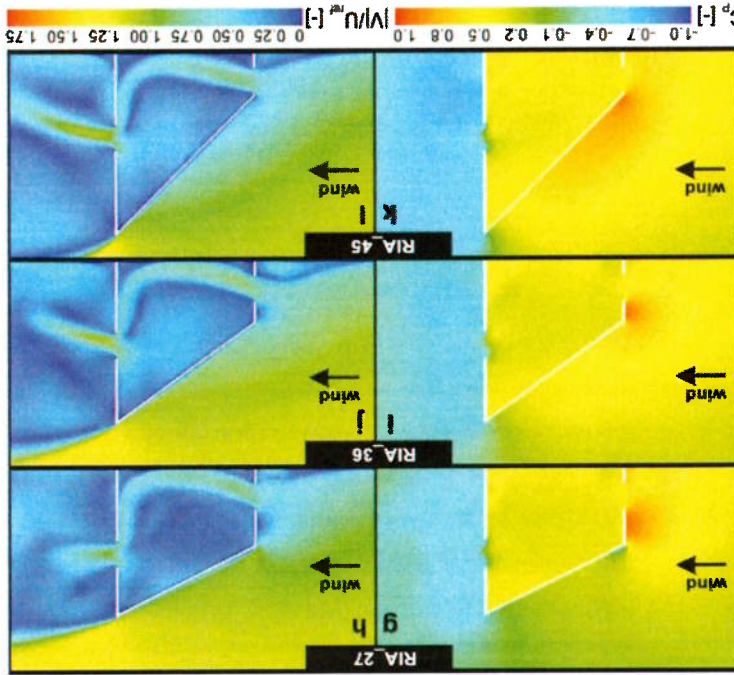 RIA_27
g h
wind wind
RIA_36
i j
wind wind
RIA_45
k l
wind wind
Cp [-] -1.0 -0.7 -0.4 -0.1 0.2 0.5 0.8 1.0 |V|/Uref [-] 0 0.25 0.50 0.75 1.00 1.25 1.50 1.75